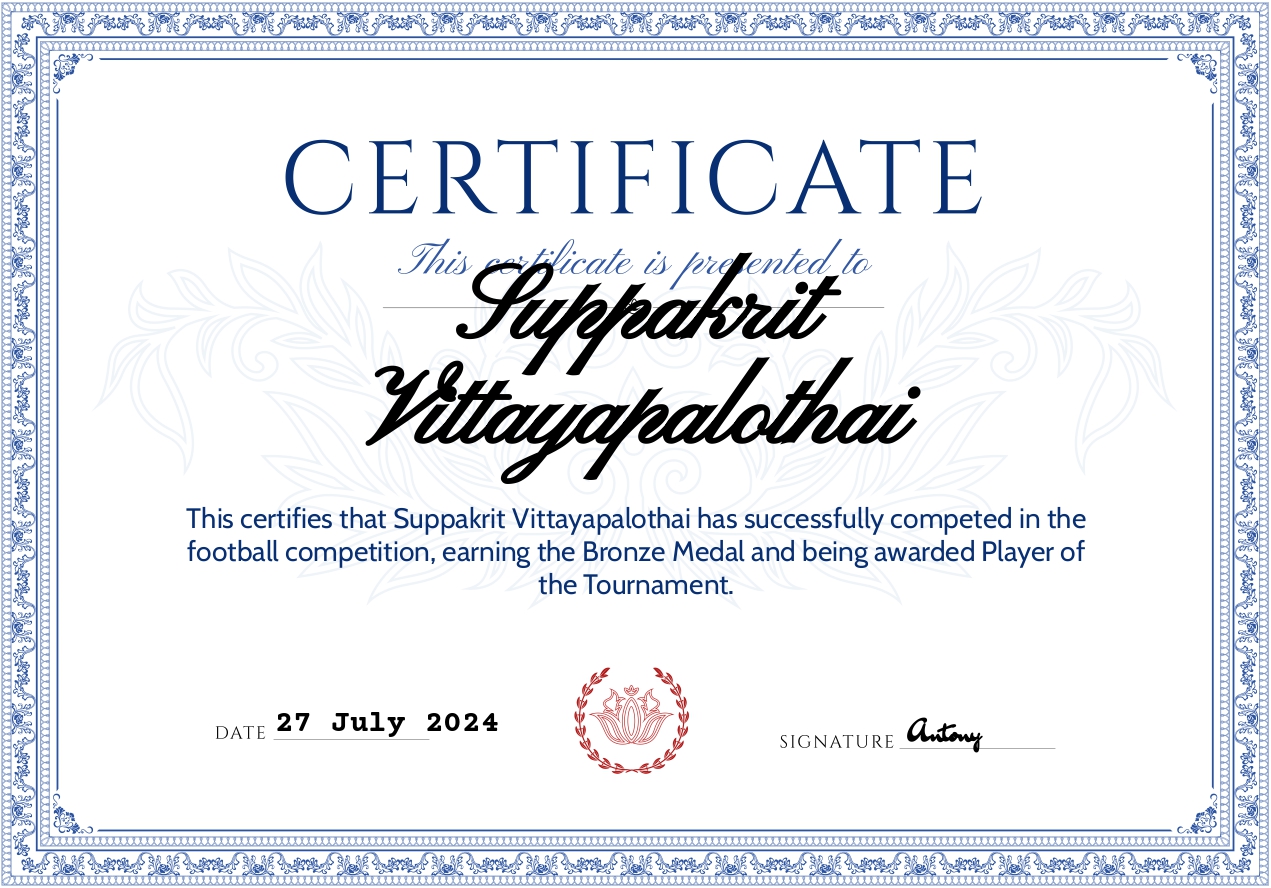 CERTIFICATE
This certificate is presented to
Suppakrit
Vittayapalothai
This certifies that Suppakrit Vittayapalothai has successfully competed in the
football competition, earning the Bronze Medal and being awarded Player of
the Tournament.
DATE 27 July 2024
SIGNATURE Antony